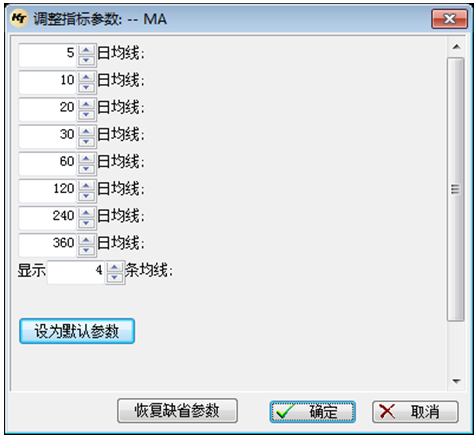 KT 调整指标参数: -- MA
5 日均线;
10 日均线;
20 日均线;
30 日均线;
60 日均线;
120 日均线;
240 日均线;
360 日均线;
显示 4 条均线;
设为默认参数
恢复缺省参数 确定 取消